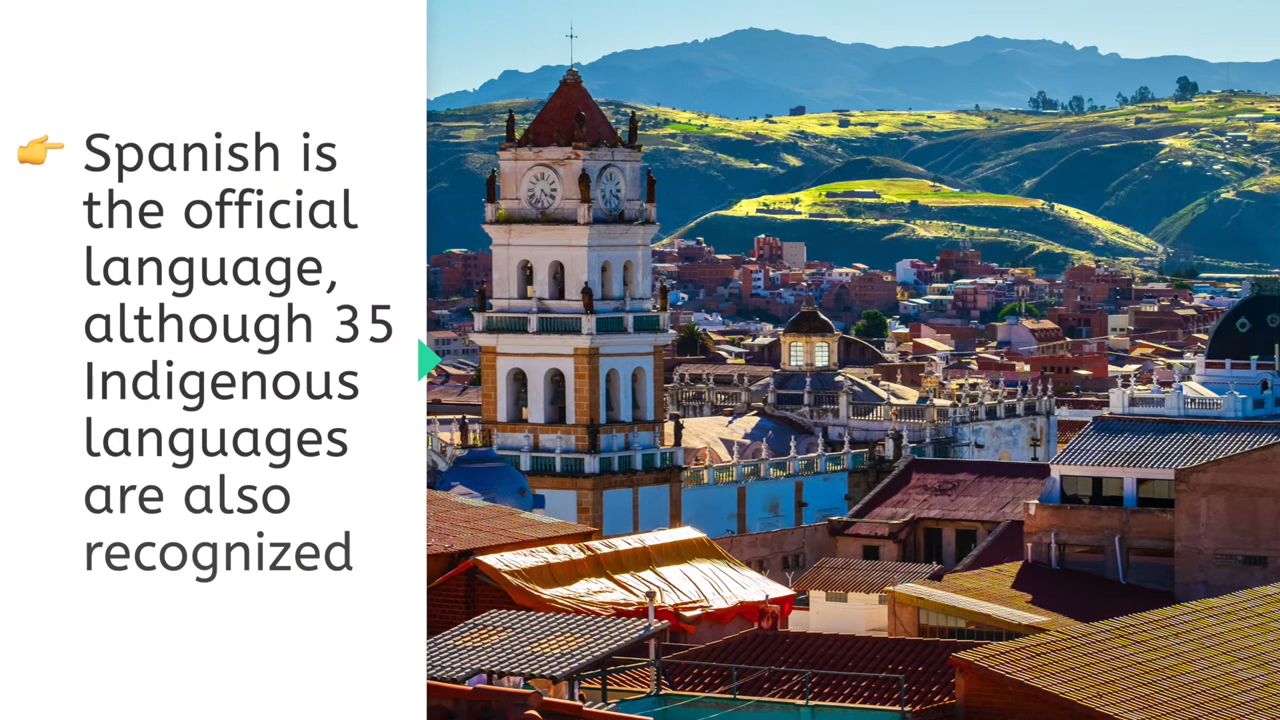 Spanish is
the official
language,
although 35
Indigenous
languages
are also
recognized